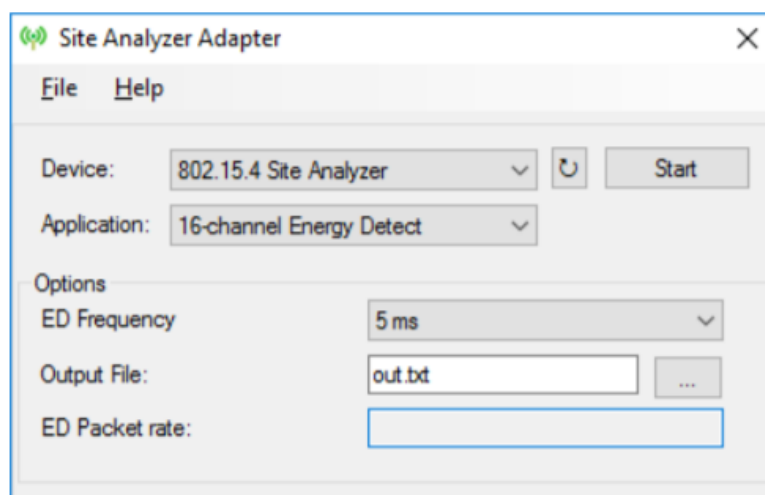 Site Analyzer Adapter
File Help
Device: 802.15.4 Site Analyzer Start
Application: 16-channel Energy Detect
Options
ED Frequency 5 ms
Output File: out.txt ...
ED Packet rate: